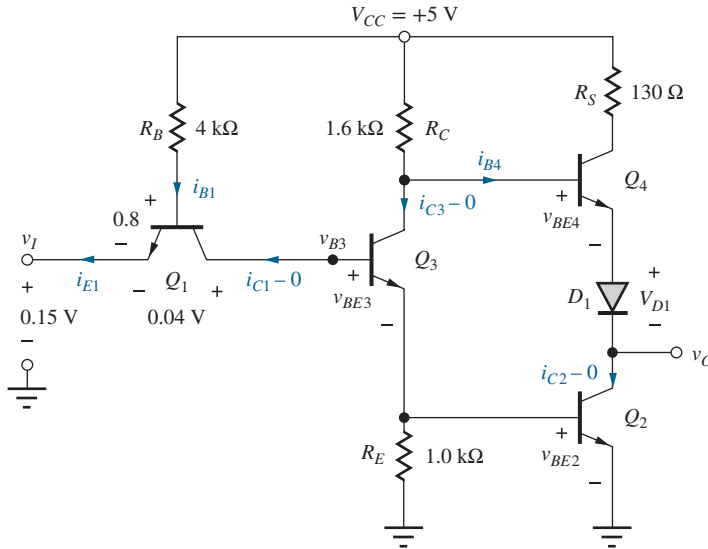 V_CC = +5 V
R_B
4 kΩ
1.6 kΩ
R_C
R_S
130 Ω
i_B1
i_B4
i_C3 – 0
Q_4
+
v_BE4
–
0.8
+
–
v_I
i_E1
–
Q_1
+
0.04 V
i_C1 – 0
v_B3
+
v_BE3
–
Q_3
+
0.15 V
–
D_1
+
V_D1
–
i_C2 – 0
v_O
Q_2
+
v_BE2
–
R_E
1.0 kΩ